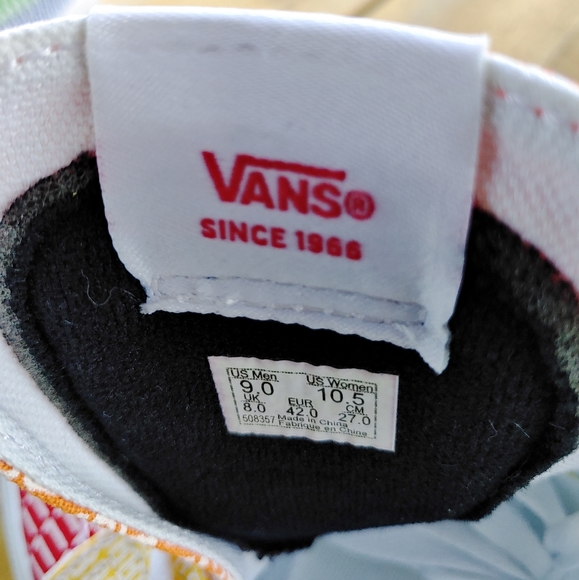 VANS®
SINCE 1966
US Men US Women
9.0 10.5
UK EUR CM
8.0 42.0 27.0
508357 Made in China
Fabrique en Chine